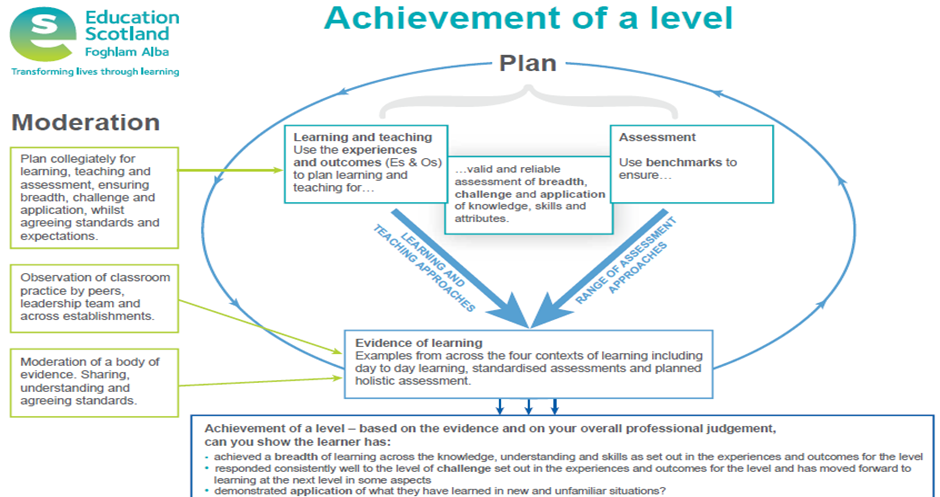 Education
Scotland
Foghlam Alba
Transforming lives through learning
Achievement of a level
Plan
Moderation
Plan collegiately for
learning, teaching and
assessment, ensuring
breadth, challenge and
application, whilst
agreeing standards and
expectations.
Observation of classroom
practice by peers,
leadership team and
across establishments.
Moderation of a body of
evidence. Sharing,
understanding and
agreeing standards.
Learning and teaching
Use the experiences
and outcomes (Es & Os)
to plan learning and
teaching for…
…valid and reliable
assessment of breadth,
challenge and application
of knowledge, skills and
attributes.
Assessment
Use benchmarks to
ensure…
LEARNING AND
TEACHING APPROACHES
RANGE OF ASSESSMENT
APPROACHES
Evidence of learning
Examples from across the four contexts of learning including
day to day learning, standardised assessments and planned
holistic assessment.
Achievement of a level – based on the evidence and on your overall professional judgement,
can you show the learner has:
• achieved a breadth of learning across the knowledge, understanding and skills as set out in the experiences and outcomes for the level
• responded consistently well to the level of challenge set out in the experiences and outcomes for the level and has moved forward to
learning at the next level in some aspects
• demonstrated application of what they have learned in new and unfamiliar situations?